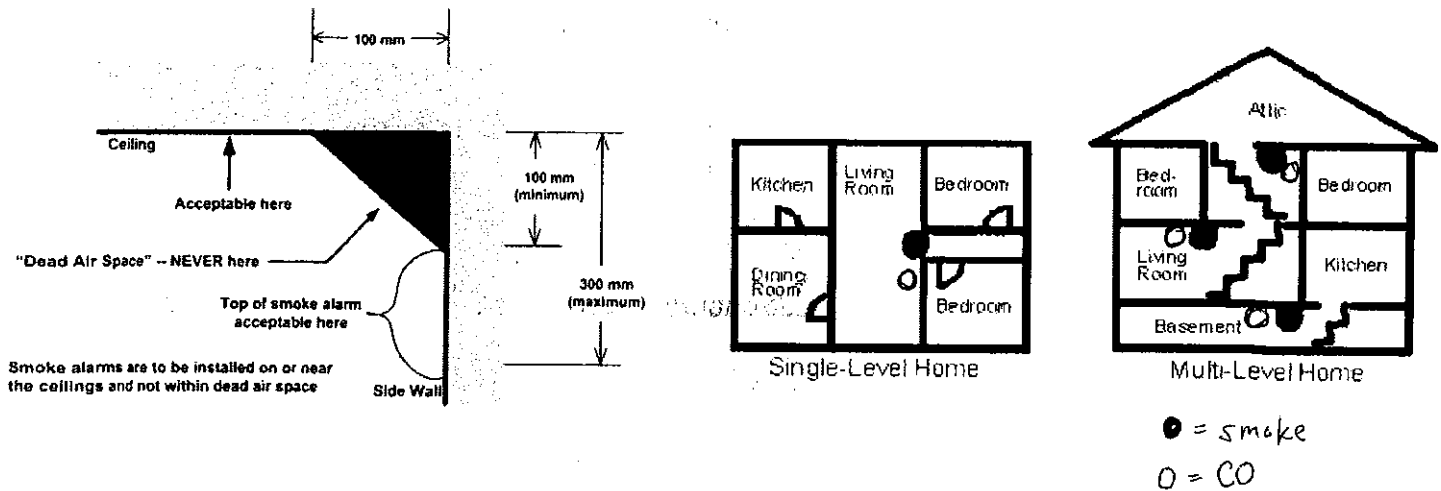 100 mm
Ceiling
Acceptable here
100 mm
(minimum)
"Dead Air Space" – NEVER here
300 mm
(maximum)
Top of smoke alarm
acceptable here
Smoke alarms are to be installed on or near
the ceilings and not within dead air space
Side Wall
Kitchen
Living
Room
Bedroom
Dining
Room
Bedroom
Single-Level Home
Attic
Bed-
room
Bedroom
Living
Room
Kitchen
Basement
Multi-Level Home
= smoke
O = CO